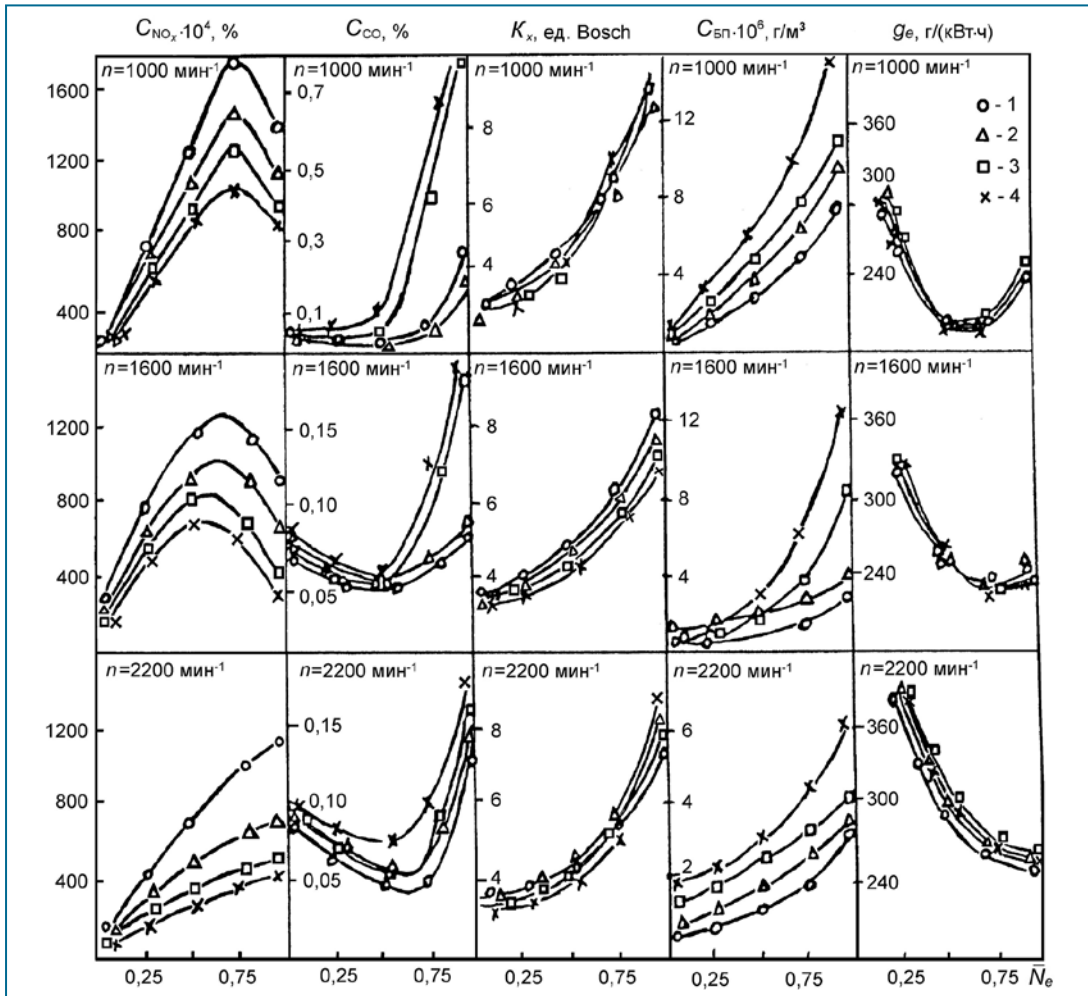 C_NOx·10⁴, % C_CO, % K_x, ед. Bosch C_БП·10⁶, г/м³ g_e, г/(кВт·ч)
n=1000 мин⁻¹ n=1000 мин⁻¹ n=1000 мин⁻¹ n=1000 мин⁻¹ n=1000 мин⁻¹
1600 0,7 8 12 360 - 1
1200 0,5 6 8 300 - 2
800 0,3 4 4 240 - 3
400 0,1 - 4
n=1600 мин⁻¹ n=1600 мин⁻¹ n=1600 мин⁻¹ n=1600 мин⁻¹ n=1600 мин⁻¹
1200 0,15 8 12 360
800 0,10 6 8 300
400 0,05 4 4 240
n=2200 мин⁻¹ n=2200 мин⁻¹ n=2200 мин⁻¹ n=2200 мин⁻¹ n=2200 мин⁻¹
1200 0,15 8 6 360
800 0,10 6 4 300
400 0,05 4 2 240
0,25 0,75 0,25 0,75 0,25 0,75 0,25 0,75 0,25 0,75 N̄_e